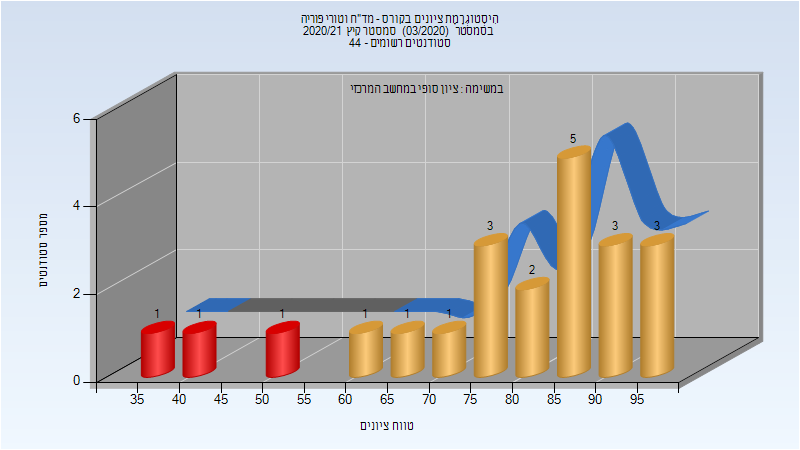 היסטוגרמת ציונים בקורס - מד"ח וטורי פוריה
בסמסטר (03/2020) סמסטר קיץ 2020/21
סטודנטים רשומים - 44
במשימה : ציון סופי במחשב המרכזי
מספר סטודנטים
6
4
2
0
1
1
1
1
1
1
3
2
5
3
3
35 40 45 50 55 60 65 70 75 80 85 90 95
טווח ציונים